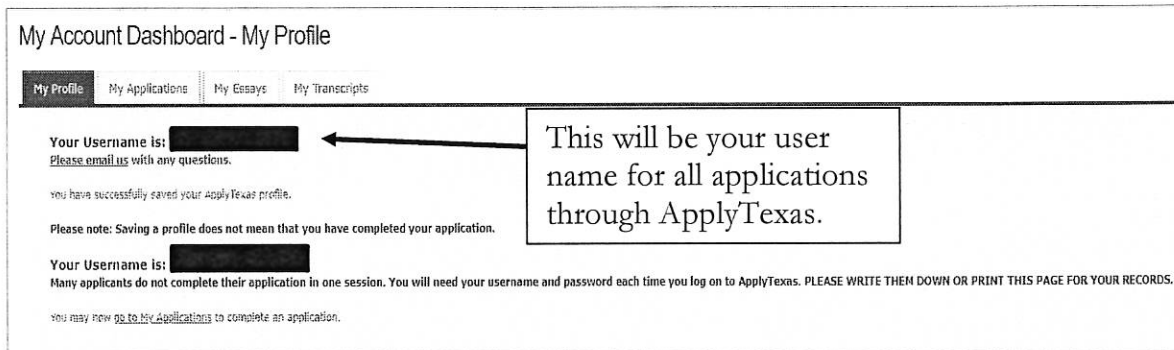 My Account Dashboard - My Profile
My Profile My Applications My Essays My Transcripts
Your Username is:
Please email us with any questions.
This will be your user
name for all applications
through ApplyTexas.
You have successfully saved your ApplyTexas profile.
Please note: Saving a profile does not mean that you have completed your application.
Your Username is:
Many applicants do not complete their application in one session. You will need your username and password each time you log on to ApplyTexas. PLEASE WRITE THEM DOWN OR PRINT THIS PAGE FOR YOUR RECORDS.
You may now go to My Applications to complete an application.